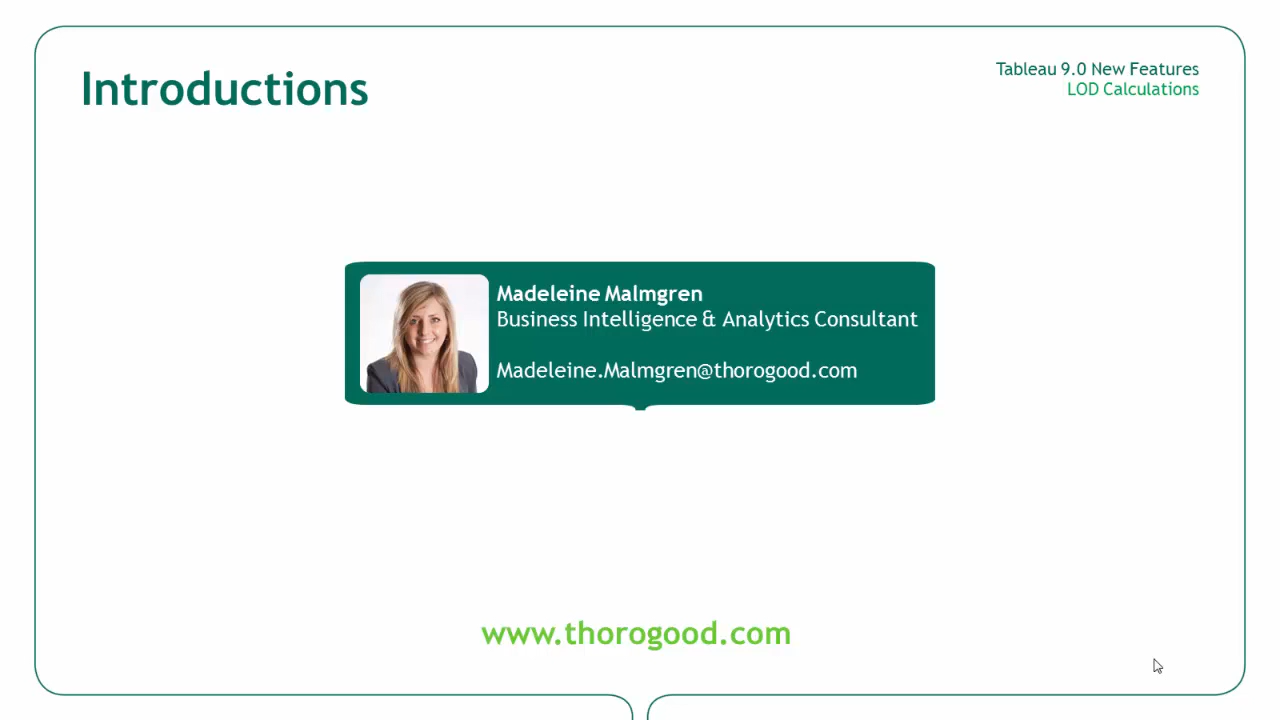 Introductions
Tableau 9.0 New Features
LOD Calculations
Madeleine Malmgren
Business Intelligence & Analytics Consultant
Madeleine.Malmgren@thorogood.com
www.thorogood.com